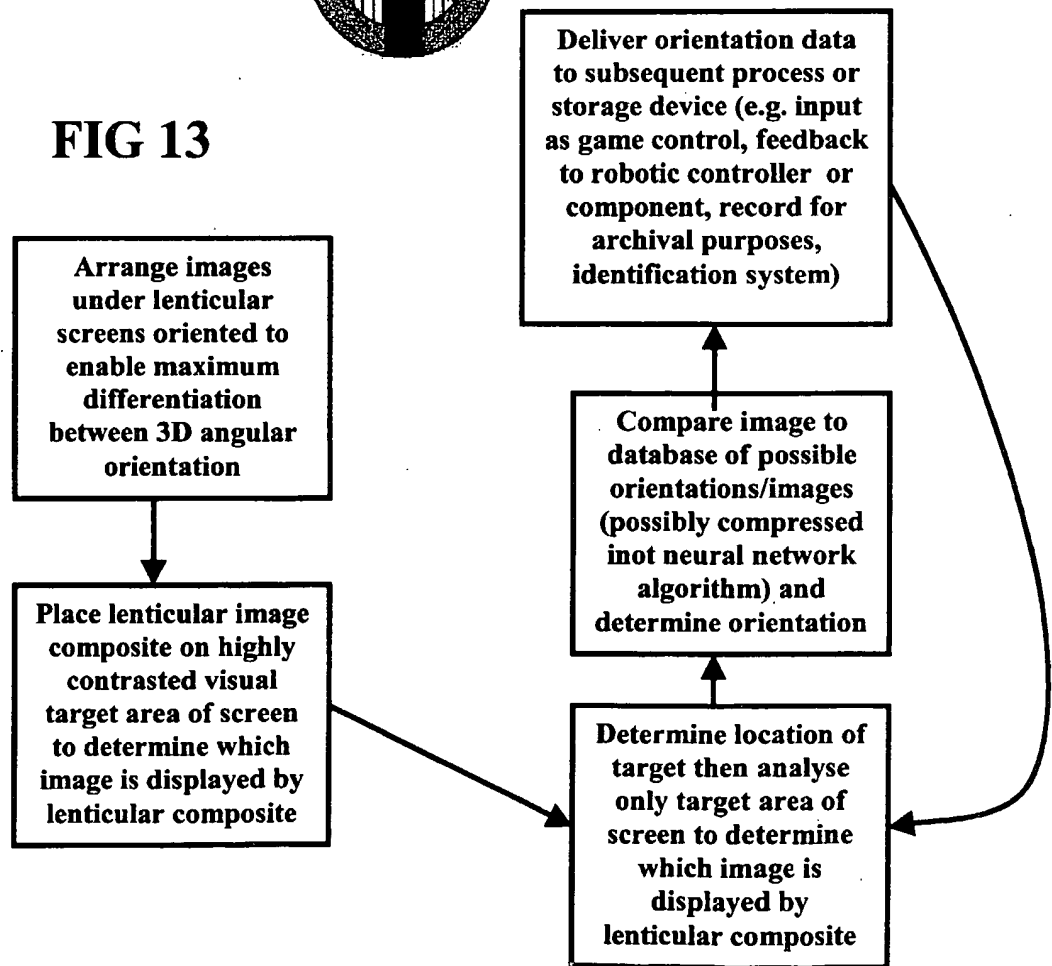 FIG 13
Arrange images
under lenticular
screens oriented to
enable maximum
differentiation
between 3D angular
orientation
Place lenticular image
composite on highly
contrasted visual
target area of screen
to determine which
image is displayed by
lenticular composite
Determine location of
target then analyse
only target area of
screen to determine
which image is
displayed by
lenticular composite
Compare image to
database of possible
orientations/images
(possibly compressed
inot neural network
algorithm) and
determine orientation
Deliver orientation data
to subsequent process or
storage device (e.g. input
as game control, feedback
to robotic controller or
component, record for
archival purposes,
identification system)